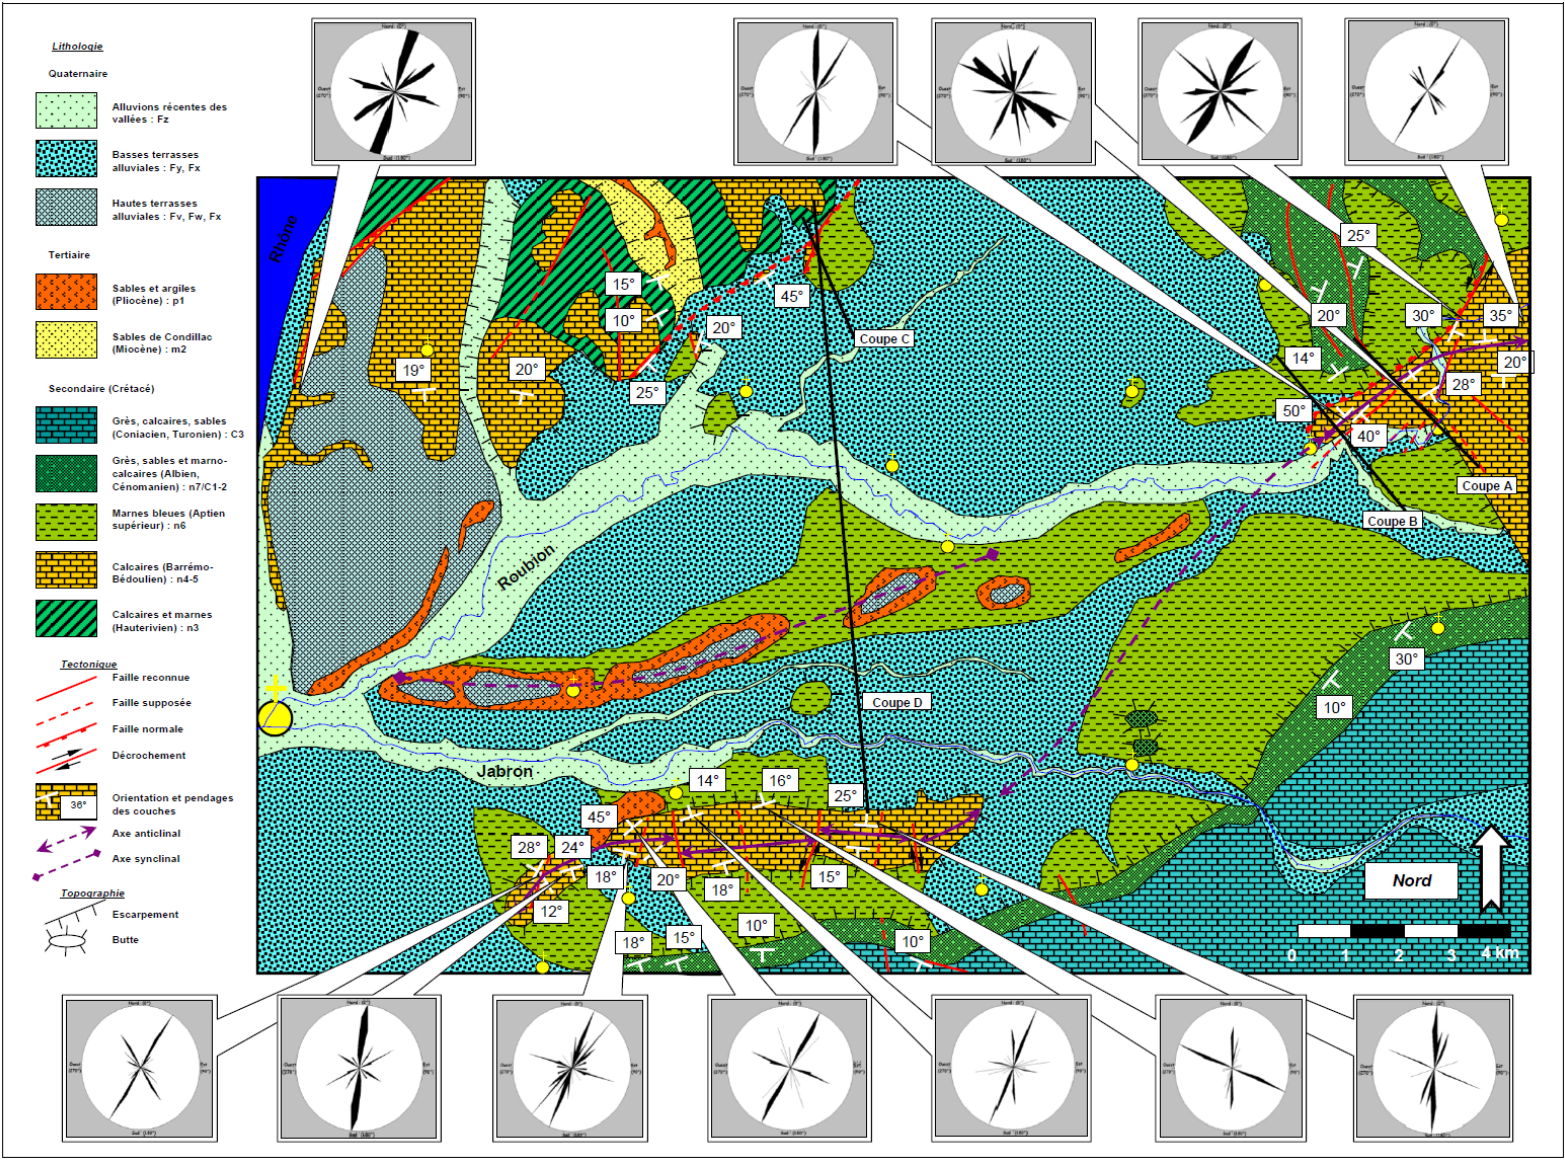 Lithologie
Quaternaire
Alluvions récentes des
vallées : Fz
Basses terrasses
alluviales : Fy, Fx
Hautes terrasses
alluviales : Fv, Fw, Fx
Tertiaire
Sables et argiles
(Pliocène) : p1
Sables de Condillac
(Miocène) : m2
Secondaire (Crétacé)
Grès, calcaires, sables
(Coniacien, Turonien) : C3
Grès, sables et marno-
calcaires (Albien,
Cénomanien) : n7/C1-2
Marnes bleues (Aptien
supérieur) : n6
Calcaires (Barrémo-
Bédoulien) : n4-5
Calcaires et marnes
(Hauterivien) : n3
Tectonique
Faille reconnue
Faille supposée
Faille normale
Décrochement
36°
Orientation et pendages
des couches
Axe anticlinal
Axe synclinal
Topographie
Escarpement
Butte
Rhône
15°
10°
45°
20°
25°
19°
20°
Coupe C
25°
20°
30°
35°
14°
20°
28°
50°
40°
Coupe A
Coupe B
Roubion
30°
10°
Coupe D
Jabron
14°
16°
25°
45°
28°
24°
18°
20°
18°
15°
12°
18°
15°
10°
10°
Nord
0 1 2 3 4 km